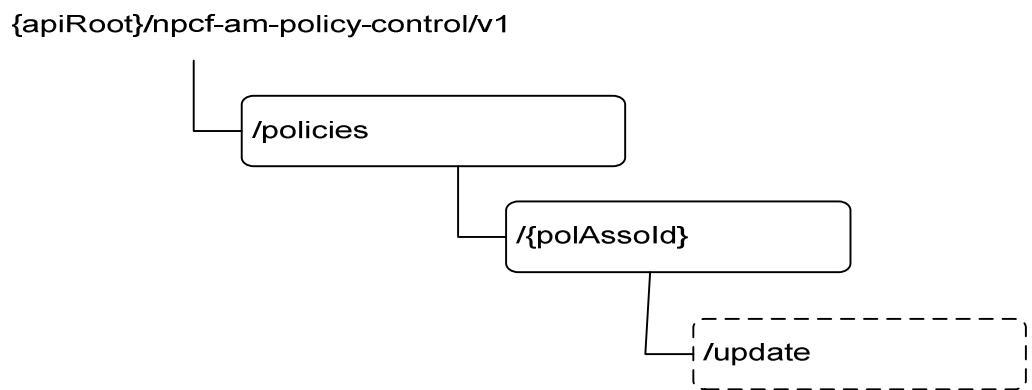 {apiRoot}/npcf-am-policy-control/v1
/policies
/{polAssoId}
/update